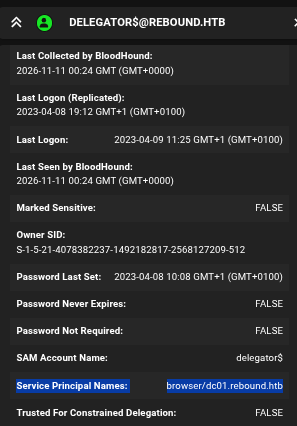 DELEGATOR$@REBOUND.HTB
Last Collected by BloodHound:
2026-11-11 00:24 GMT (GMT+0000)
Last Logon (Replicated):
2023-04-08 19:12 GMT+1 (GMT+0100)
Last Logon: 2023-04-09 11:25 GMT+1 (GMT+0100)
Last Seen by BloodHound:
2026-11-11 00:24 GMT (GMT+0000)
Marked Sensitive: FALSE
Owner SID:
S-1-5-21-4078382237-1492182817-2568127209-512
Password Last Set: 2023-04-08 10:08 GMT+1 (GMT+0100)
Password Never Expires: FALSE
Password Not Required: FALSE
SAM Account Name: delegator$
Service Principal Names: browser/dc01.rebound.htb
Trusted For Constrained Delegation: FALSE